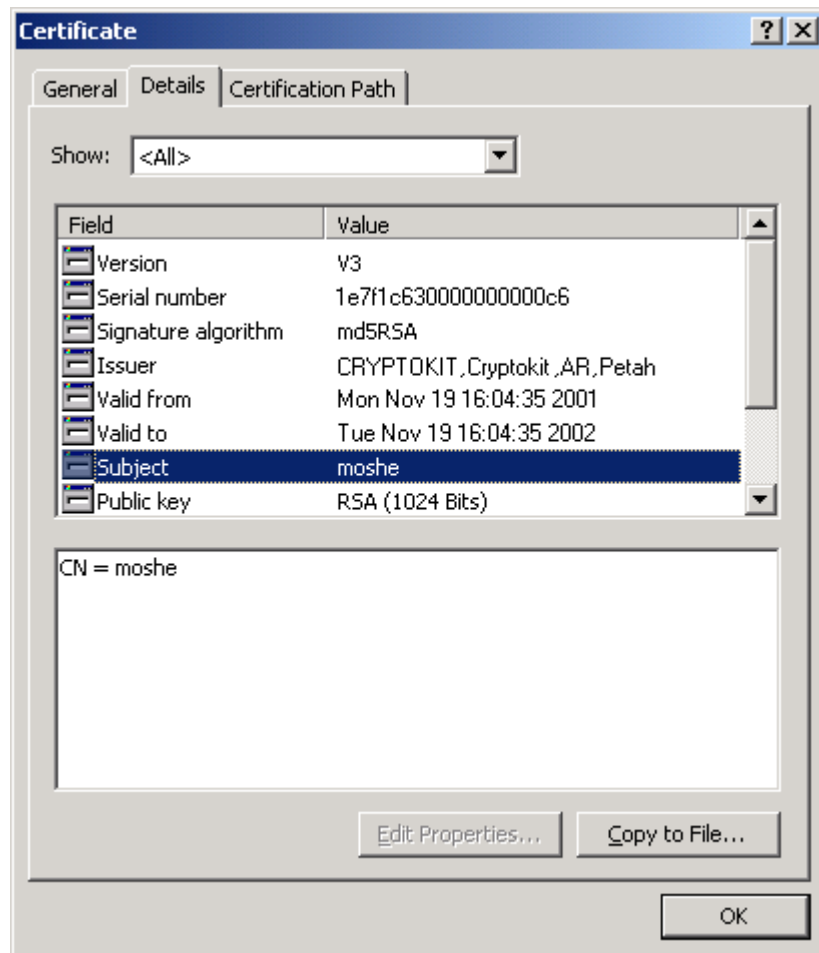 Certificate
General Details Certification Path
Show: <All>
Field Value
Version V3
Serial number 1e7f1c630000000000c6
Signature algorithm md5RSA
Issuer CRYPTOKIT,Cryptokit ,AR,Petah
Valid from Mon Nov 19 16:04:35 2001
Valid to Tue Nov 19 16:04:35 2002
Subject moshe
Public key RSA (1024 Bits)
CN = moshe
Edit Properties... Copy to File...
OK